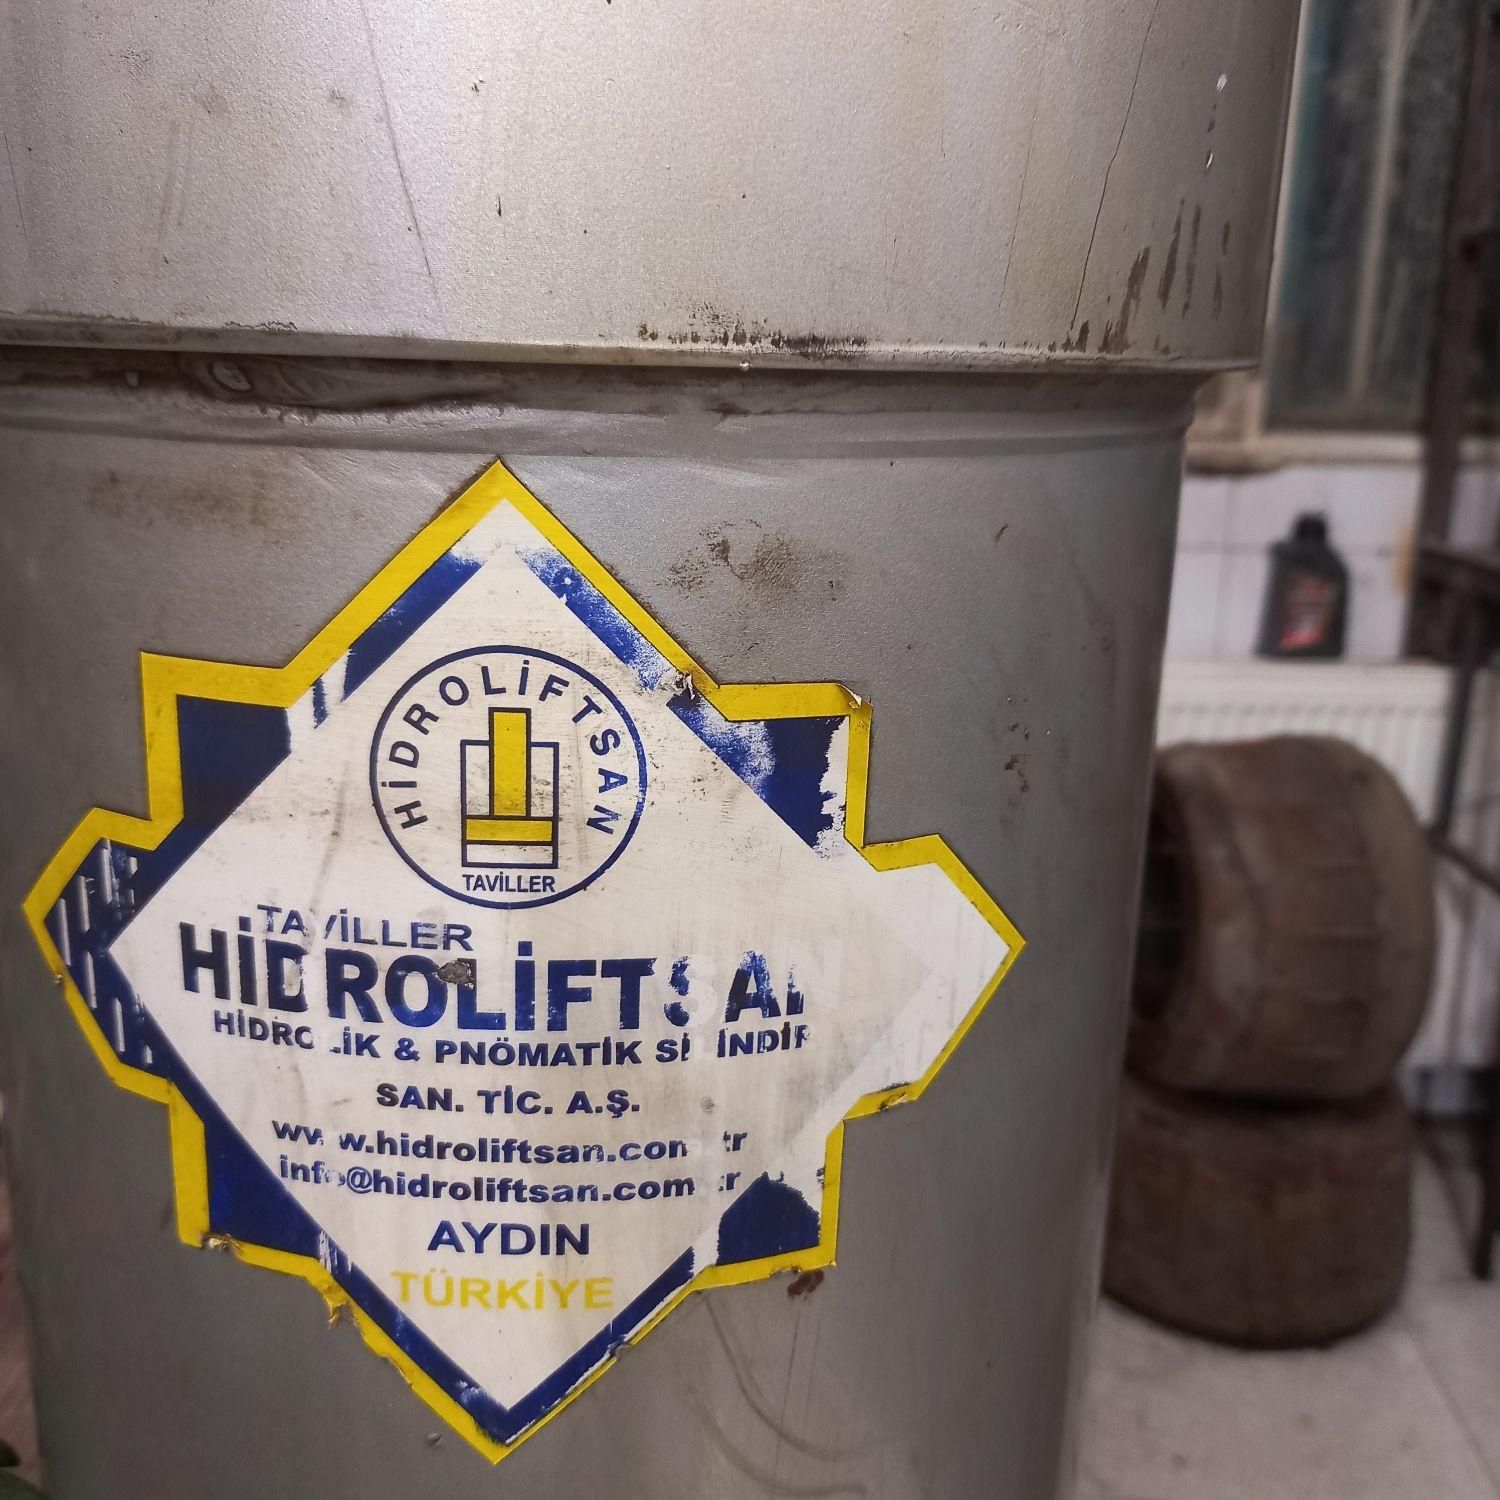 HİDROLİFTSAN
TAVİLLER
TAVİLLER
HİDROLİFTSAN
HİDROLİK & PNÖMATİK SİLİNDİR
SAN. TİC. A.Ş.
www.hidroliftsan.com.tr
info@hidroliftsan.com.tr
AYDIN
TÜRKİYE